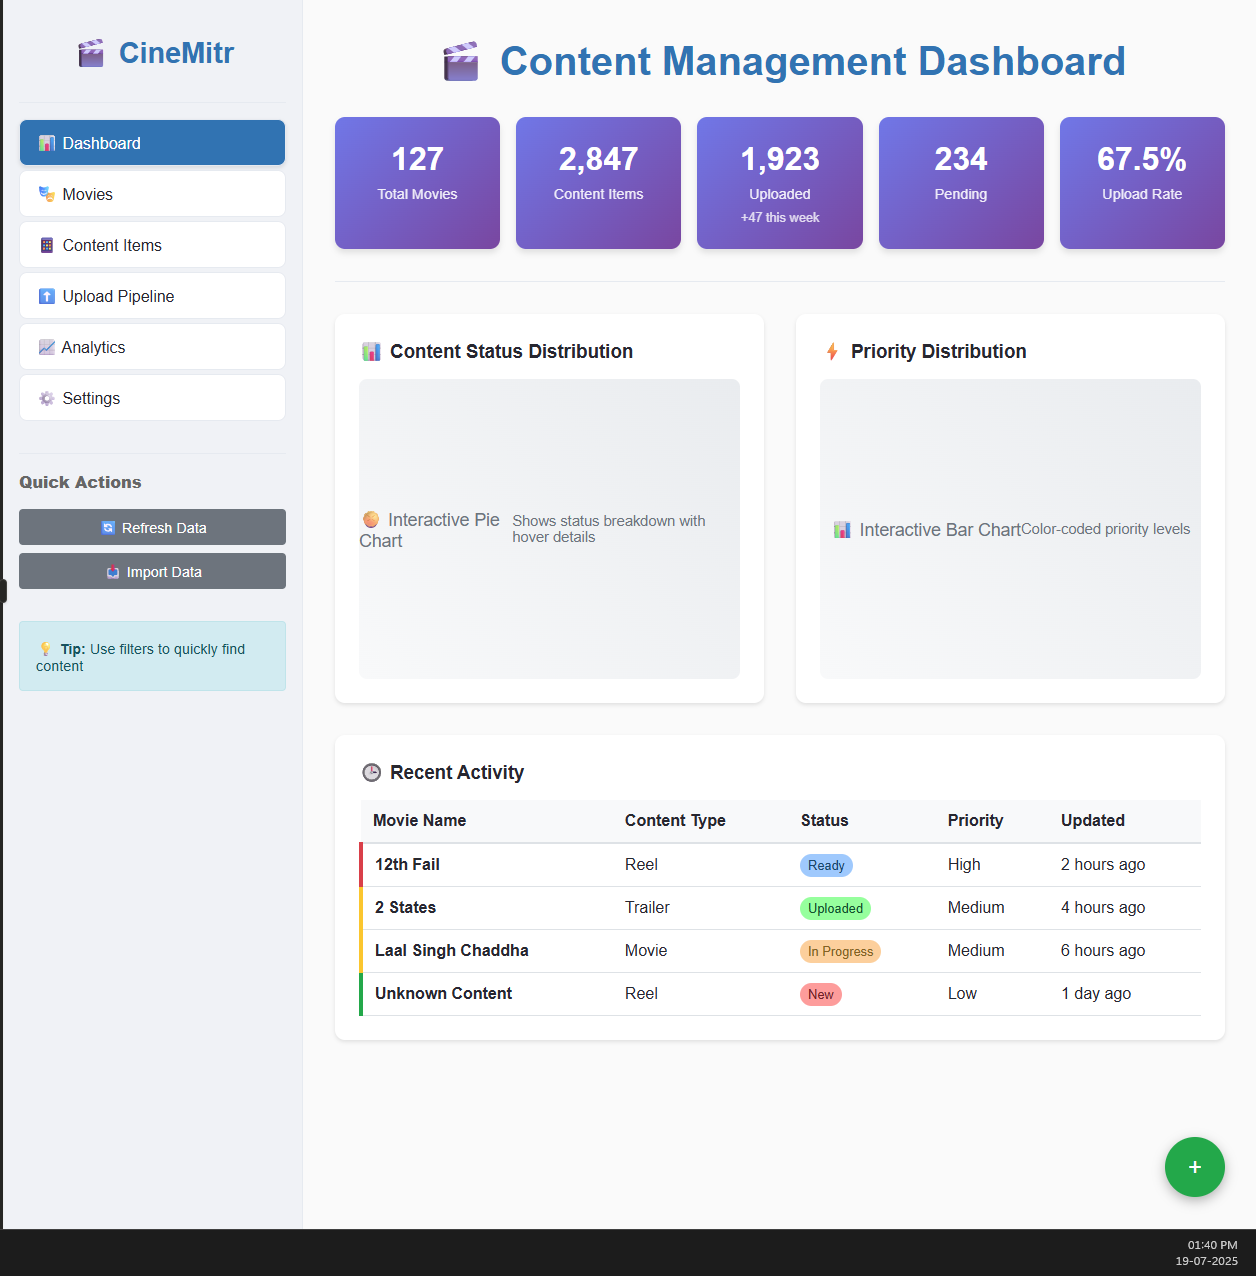 CineMitr
Dashboard
Movies
Content Items
Upload Pipeline
Analytics
Settings
Quick Actions
Refresh Data
Import Data
Tip: Use filters to quickly find
content
Content Management Dashboard
127
Total Movies
2,847
Content Items
1,923
Uploaded
+47 this week
234
Pending
67.5%
Upload Rate
Content Status Distribution
Interactive Pie
Chart
Shows status breakdown with
hover details
Priority Distribution
Interactive Bar Chart
Color-coded priority levels
Recent Activity
Movie Name Content Type Status Priority Updated
12th Fail Reel Ready High 2 hours ago
2 States Trailer Uploaded Medium 4 hours ago
Laal Singh Chaddha Movie In Progress Medium 6 hours ago
Unknown Content Reel New Low 1 day ago
+
01:40 PM
19-07-2025